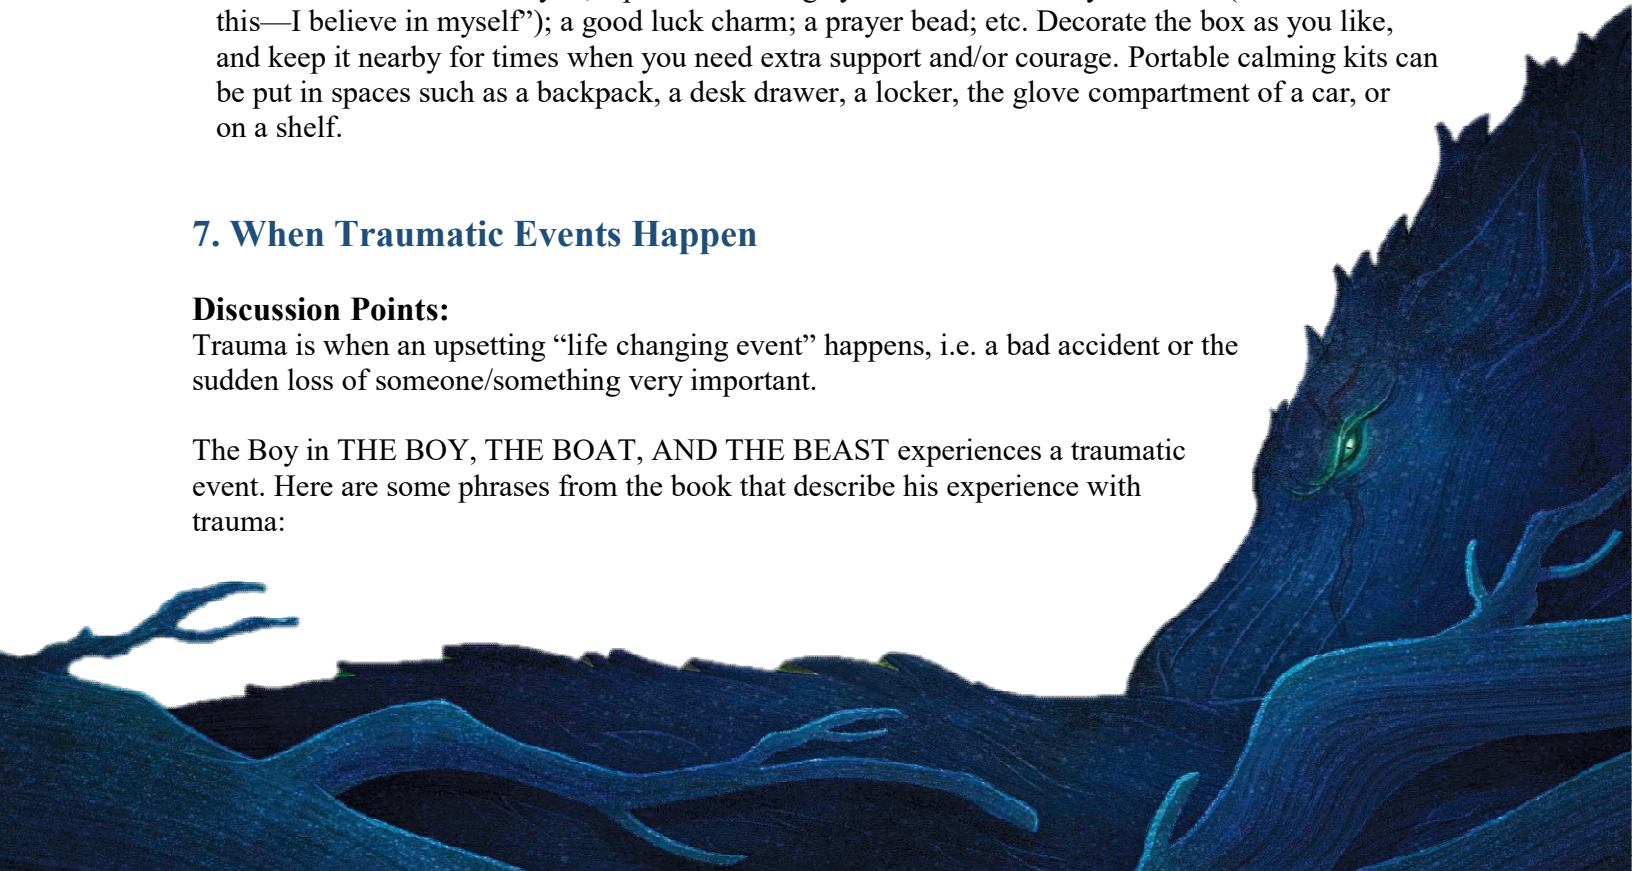 this—I believe in myself”); a good luck charm; a prayer bead; etc. Decorate the box as you like,
and keep it nearby for times when you need extra support and/or courage. Portable calming kits can
be put in spaces such as a backpack, a desk drawer, a locker, the glove compartment of a car, or
on a shelf.
7. When Traumatic Events Happen
Discussion Points:
Trauma is when an upsetting “life changing event” happens, i.e. a bad accident or the
sudden loss of someone/something very important.
The Boy in THE BOY, THE BOAT, AND THE BEAST experiences a traumatic
event. Here are some phrases from the book that describe his experience with
trauma: